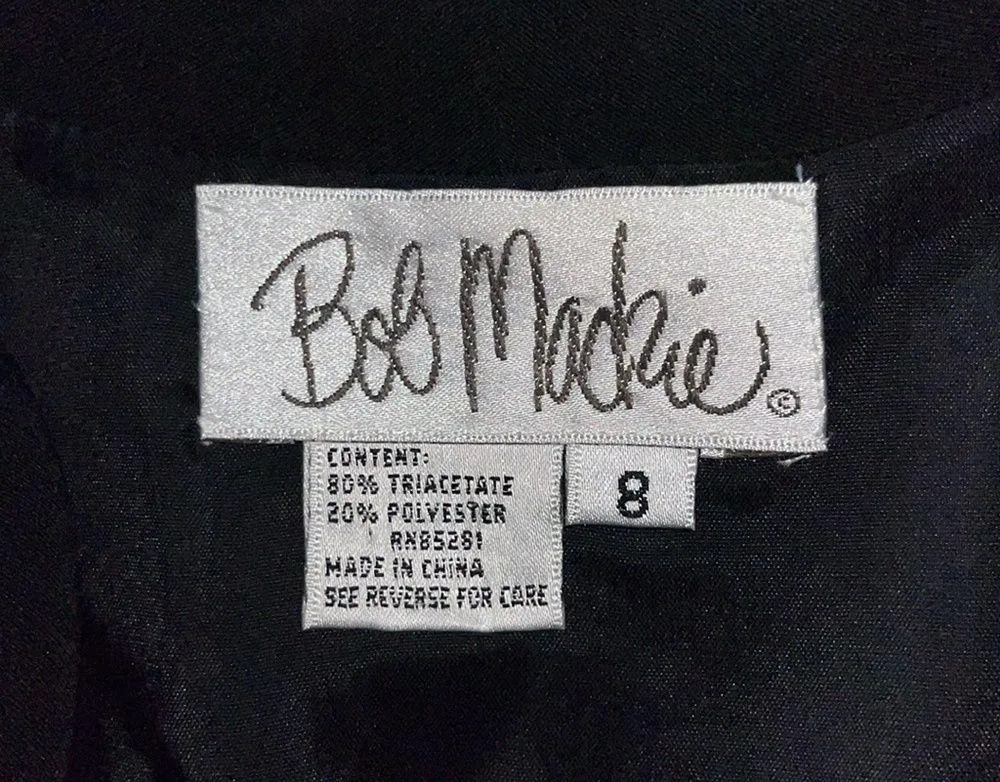 Bob Mackie ©
CONTENT:
80% TRIACETATE
20% POLYESTER
RN85281
MADE IN CHINA
SEE REVERSE FOR CARE
8